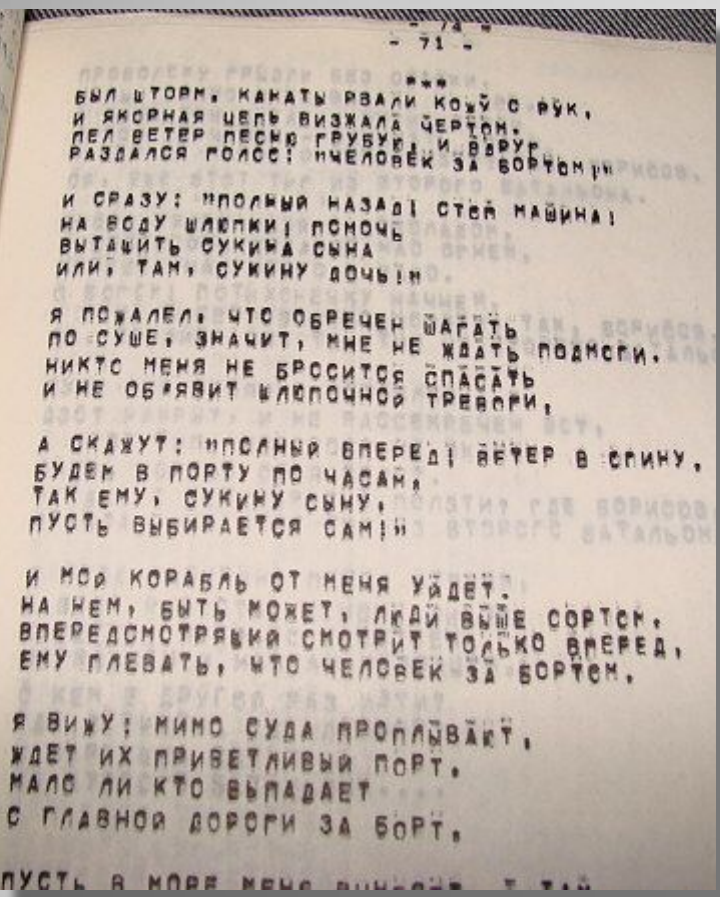 - 74 -
- 71 -
***
БЫЛ ШТОРМ, КАНАТЫ РВАЛИ КОЖУ С РУК,
И ЯКОРНАЯ ЦЕПЬ ВИЗЖАЛА ЧЕРТОМ.
ПЕЛ ВЕТЕР ПЕСНЮ ГРУБУЮ, И ВДРУГ
РАЗДАЛСЯ ГОЛОС: "ЧЕЛОВЕК ЗА БОРТОМ!"
И СРАЗУ: "ПОЛНЫЙ НАЗАД! СТОП МАШИНА!
НА ВОДУ ШЛЮПКИ! ПОМОЧЬ
ВЫТАЩИТЬ СУКИНА СЫНА
ИЛИ, ТАМ, СУКИНУ ДОЧЬ!"
Я ПОЖАЛЕЛ, ЧТО ОБРЕЧЕН ШАГАТЬ
ПО СУШЕ, ЗНАЧИТ, МНЕ НЕ ЖДАТЬ ПОДМОГИ.
НИКТО МЕНЯ НЕ БРОСИТСЯ СПАСАТЬ
И НЕ ОБ'ЯВИТ ШЛЮПОЧНОЙ ТРЕВОГИ,
А СКАЖУТ: "ПОЛНЫЙ ВПЕРЕД! ВЕТЕР В СПИНУ,
БУДЕМ В ПОРТУ ПО ЧАСАМ,
ТАК ЕМУ, СУКИНУ СЫНУ,
ПУСТЬ ВЫБИРАЕТСЯ САМ!"
И МОЙ КОРАБЛЬ ОТ МЕНЯ УЙДЕТ.
НА НЕМ, БЫТЬ МОЖЕТ, ЛЮДИ ВЫШЕ СОРТОМ,
ВПЕРЕДСМОТРЯЩИЙ СМОТРИТ ТОЛЬКО ВПЕРЕД,
ЕМУ ПЛЕВАТЬ, ЧТО ЧЕЛОВЕК ЗА БОРТОМ,
Я ВИЖУ: МИМО СУДА ПРОПЛЫВАЮТ,
ЖДЕТ ИХ ПРИВЕТЛИВЫЙ ПОРТ,
МАЛО ЛИ КТО ВЫПАДАЕТ
С ГЛАВНОЙ ДОРОГИ ЗА БОРТ,
ПУСТЬ В МОРЕ МЕНЯ